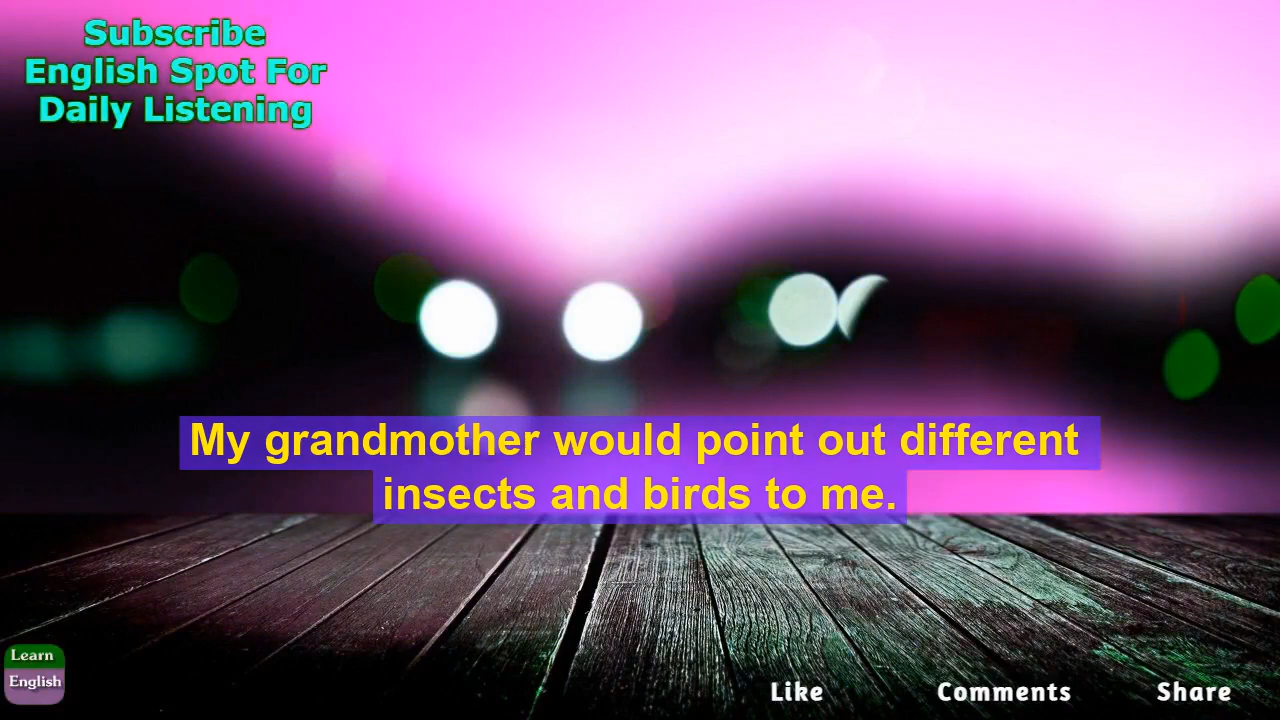 Subscribe
English Spot For
Daily Listening
My grandmother would point out different
insects and birds to me.
Learn
English
Like
Comments
Share